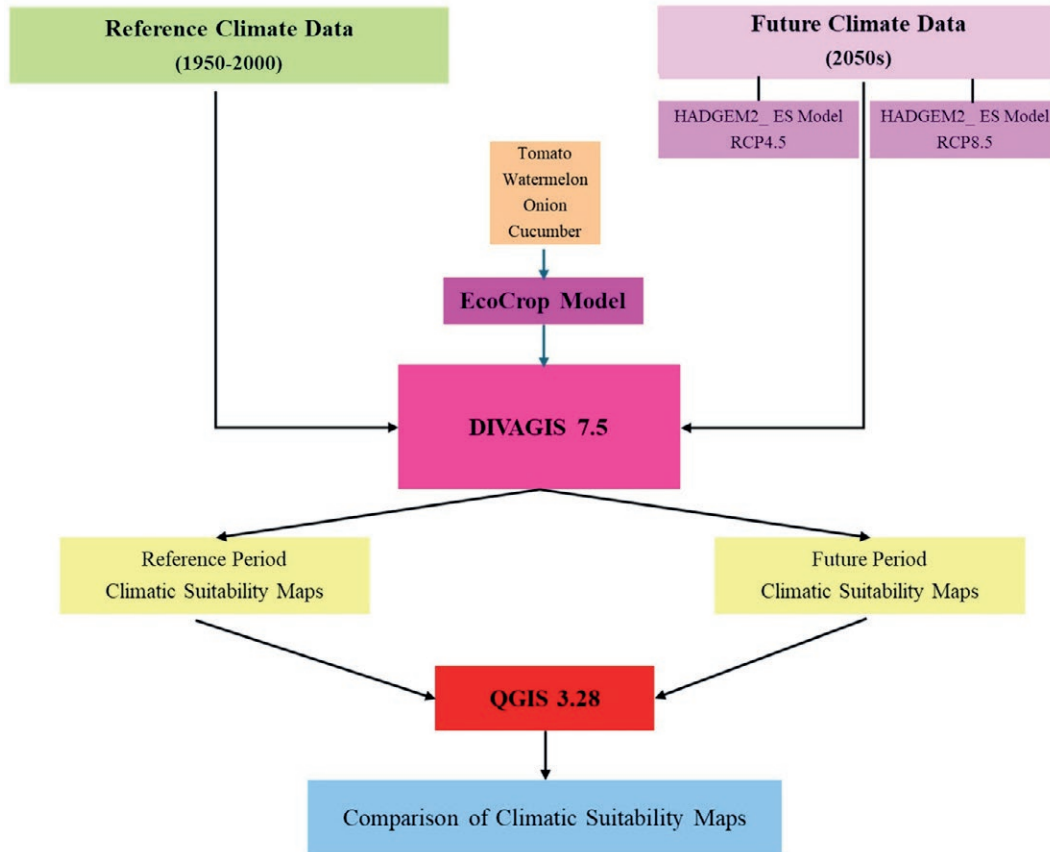 Reference Climate Data
(1950-2000)
Future Climate Data
(2050s)
HADGEM2_ ES Model
RCP4.5
HADGEM2_ ES Model
RCP8.5
Tomato
Watermelon
Onion
Cucumber
EcoCrop Model
DIVAGIS 7.5
Reference Period
Climatic Suitability Maps
Future Period
Climatic Suitability Maps
QGIS 3.28
Comparison of Climatic Suitability Maps